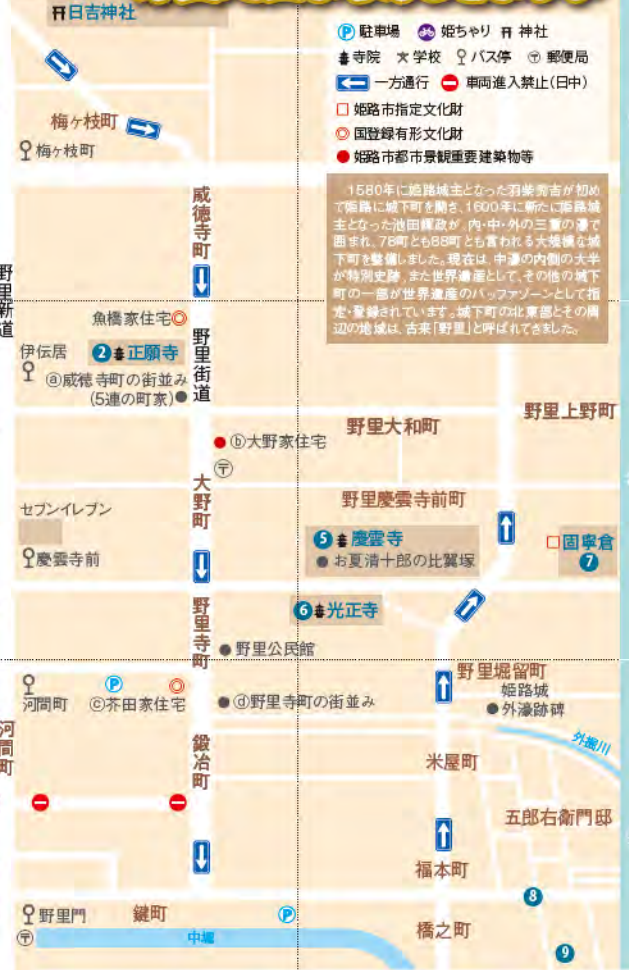 日吉神社
P 駐車場 姫ちゃり 神社
寺院 文学校 バス停 〒 郵便局
一方通行 車両進入禁止(日中)
姫路市指定文化財
国登録有形文化財
姫路市都市景観重要建築物等
1580年に姫路城主となった羽柴秀吉が初め
て姫路に城下町を開き、1600年に新たに姫路城
主となった池田輝政が、内・中・外の三重の濠で
囲まれ、78町とも88町とも言われる大規模な城
下町を整備しました。現在は、中濠の内側の大半
が特別史跡、また世界遺産として、その他の城下
町の一部が世界遺産のバッファゾーンとして指
定・登録されています。城下町の北東部とその周
辺の地域は、古来「野里」と呼ばれてきました。
梅ヶ枝町
梅ヶ枝町
威徳寺町
野里新道
魚橋家住宅
野里街道
伊伝居
2 正願寺
ⓐ威徳寺町の街並み
(5連の町家)
野里上野町
野里大和町
ⓑ大野家住宅
〒
大野町
野里慶雲寺前町
セブンイレブン
5 慶雲寺
お夏清十郎の比翼塚
固寧倉
7
慶雲寺前
6 光正寺
野里寺町
野里公民館
野里堀留町
姫路城
外濠跡碑
河間町
P
ⓒ芥田家住宅
ⓓ野里寺町の街並み
河間町
鍛冶町
外堀川
米屋町
五郎右衛門邸
福本町
8
野里門
鍵町
P
〒
中堀
橋之町
9